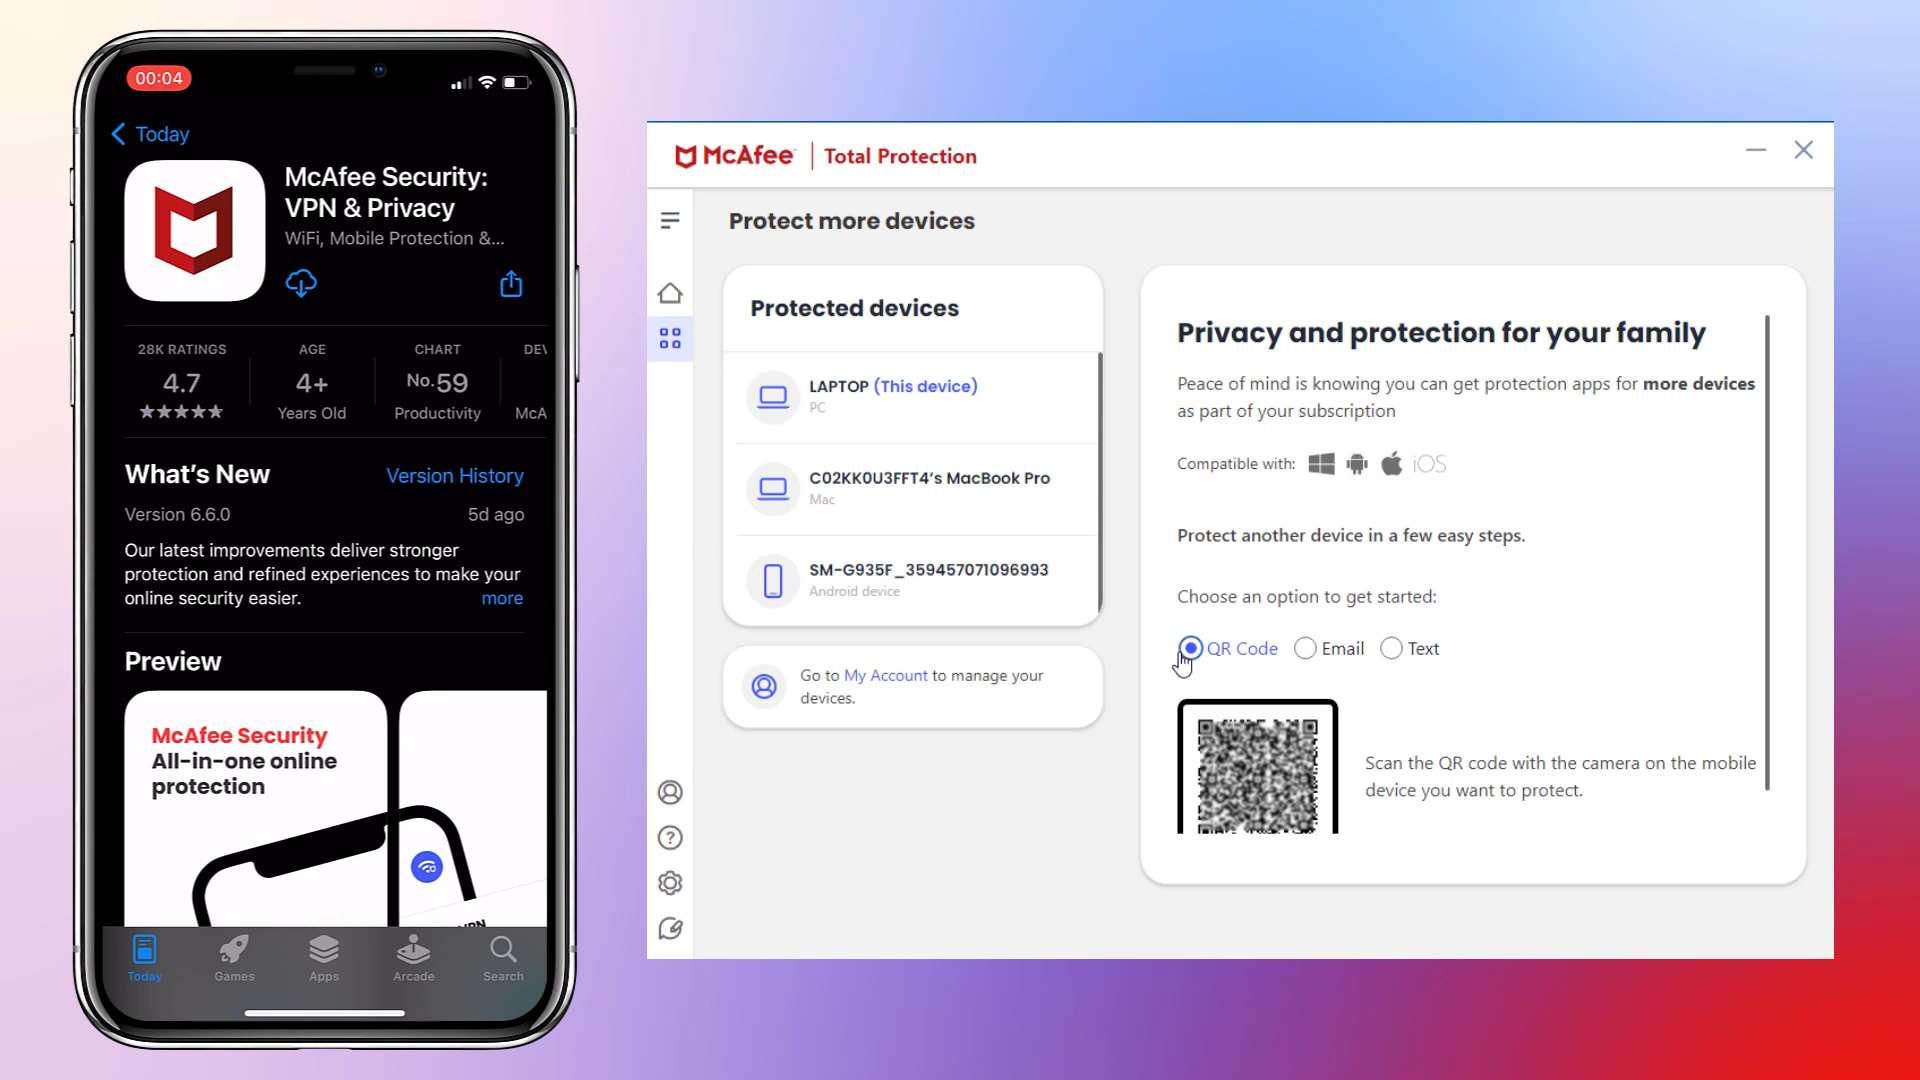 00:04
Today
McAfee Security:
VPN & Privacy
WiFi, Mobile Protection &...
28K RATINGS
4.7
AGE
4+
Years Old
CHART
No.59
Productivity
DEV
McA
What's New
Version History
Version 6.6.0
5d ago
Our latest improvements deliver stronger
protection and refined experiences to make your
online security easier.
more
Preview
McAfee Security
All-in-one online
protection
VPN
Today
Games
Apps
Arcade
Search
McAfee
Total Protection
Protect more devices
Protected devices
LAPTOP (This device)
PC
C02KK0U3FFT4's MacBook Pro
Mac
SM-G935F_359457071096993
Android device
Go to My Account to manage your
devices.
Privacy and protection for your family
Peace of mind is knowing you can get protection apps for more devices
as part of your subscription
Compatible with:
iOS
Protect another device in a few easy steps.
Choose an option to get started:
QR Code
Email
Text
Scan the QR code with the camera on the mobile
device you want to protect.